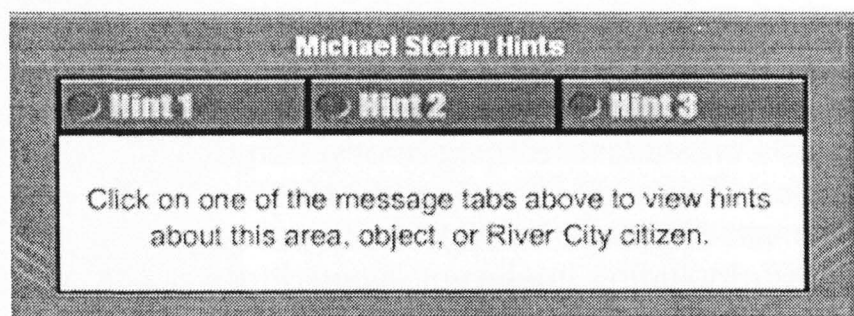 Michael Stefan Hints
Hint 1 Hint 2 Hint 3
Click on one of the message tabs above to view hints
about this area, object, or River City citizen.